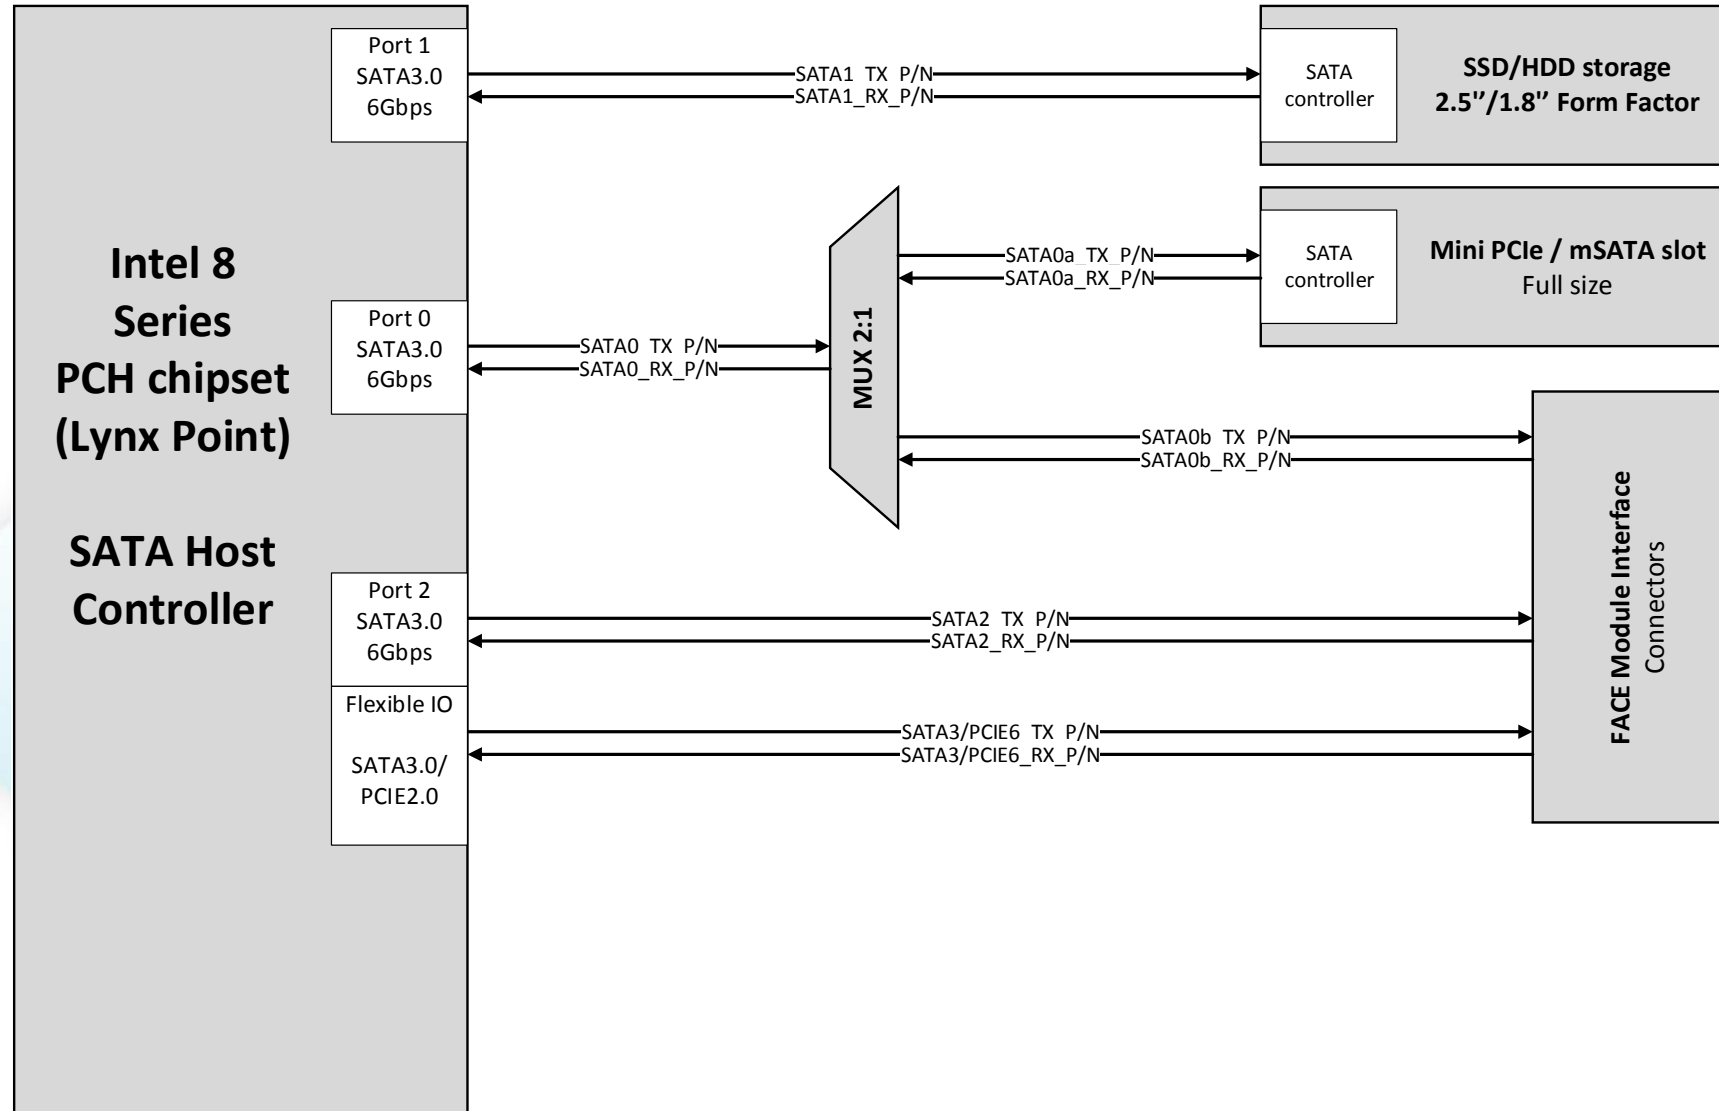 Intel 8
Series
PCH chipset
(Lynx Point)
SATA Host
Controller
Port 1
SATA3.0
6Gbps
SATA1_TX_P/N
SATA1_RX_P/N
SATA
controller
SSD/HDD storage
2.5’’/1.8’’ Form Factor
Port 0
SATA3.0
6Gbps
SATA0_TX_P/N
SATA0_RX_P/N
MUX 2:1
SATA0a_TX_P/N
SATA0a_RX_P/N
SATA
controller
Mini PCIe / mSATA slot
Full size
SATA0b_TX_P/N
SATA0b_RX_P/N
Port 2
SATA3.0
6Gbps
SATA2_TX_P/N
SATA2_RX_P/N
Flexible IO
SATA3.0/
PCIE2.0
SATA3/PCIE6_TX_P/N
SATA3/PCIE6_RX_P/N
FACE Module Interface
Connectors